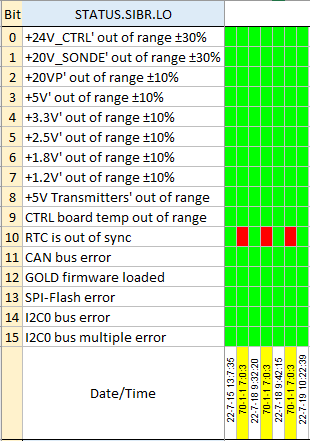 Bit STATUS.SIBR.LO
0 +24V_CTRL' out of range ±30%
1 +20V_SONDE' out of range ±30%
2 +20VP' out of range ±10%
3 +5V' out of range ±10%
4 +3.3V' out of range ±10%
5 +2.5V' out of range ±10%
6 +1.8V' out of range ±10%
7 +1.2V' out of range ±10%
8 +5V Transmitters' out of range
9 CTRL board temp out of range
10 RTC is out of sync
11 CAN bus error
12 GOLD firmware loaded
13 SPI-Flash error
14 I2C0 bus error
15 I2C0 bus multiple error
Date/Time
22-7-15 13:7:35
70-1-1 7:0:3
22-7-18 9:32:20
70-1-1 7:0:3
22-7-18 9:42:15
70-1-1 7:0:3
22-7-19 10:22:39